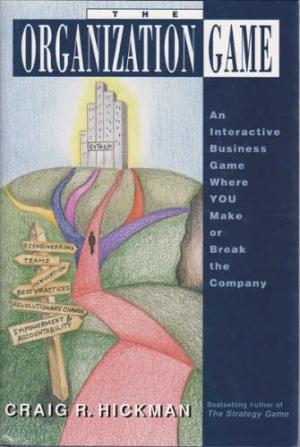 THE
ORGANIZATION GAME
An
Interactive
Business
Game
Where
YOU
Make
or
Break
the
Company
CyTech
REENGINEERING
TEAMS
INNOVATION
BEST PRACTICES
REVOLUTIONARY CHANGE
EMPOWERMENT &
ACCOUNTABILITY
CRAIG R. HICKMAN
Bestselling Author of
The Strategy Game